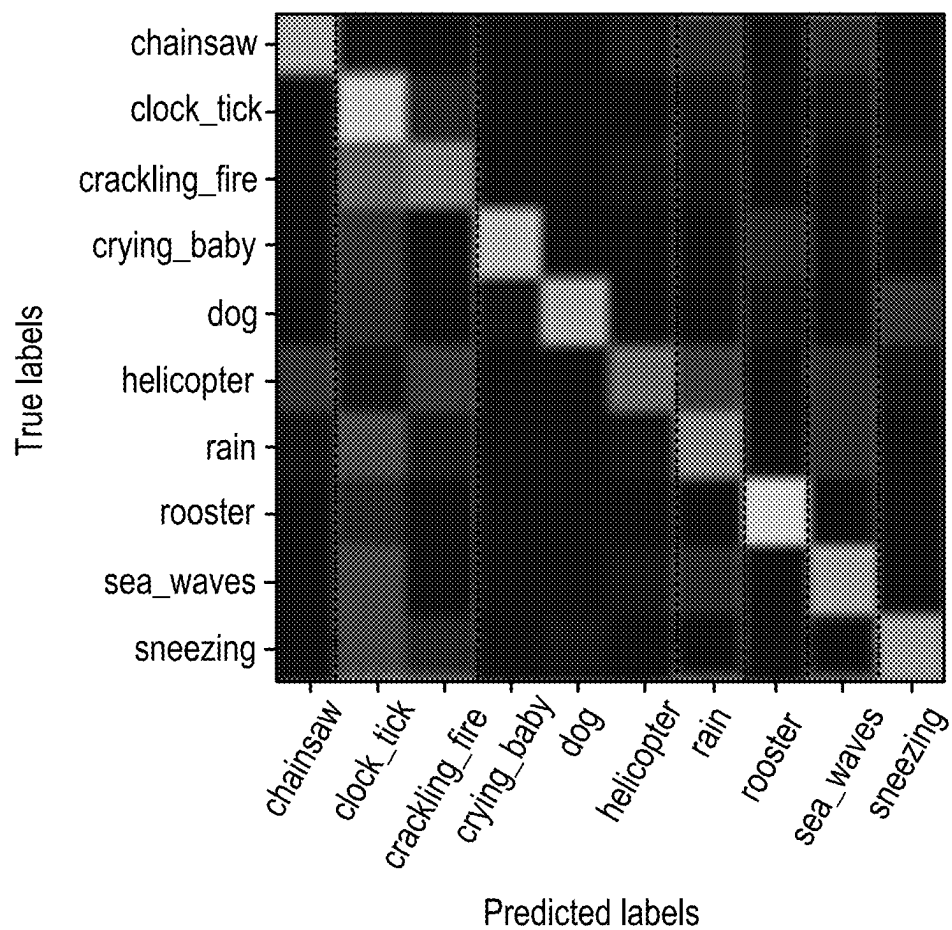 True labels
chainsaw
clock_tick
crackling_fire
crying_baby
dog
helicopter
rain
rooster
sea_waves
sneezing
chainsaw
clock_tick
crackling_fire
crying_baby
dog
helicopter
rain
rooster
sea_waves
sneezing
Predicted labels